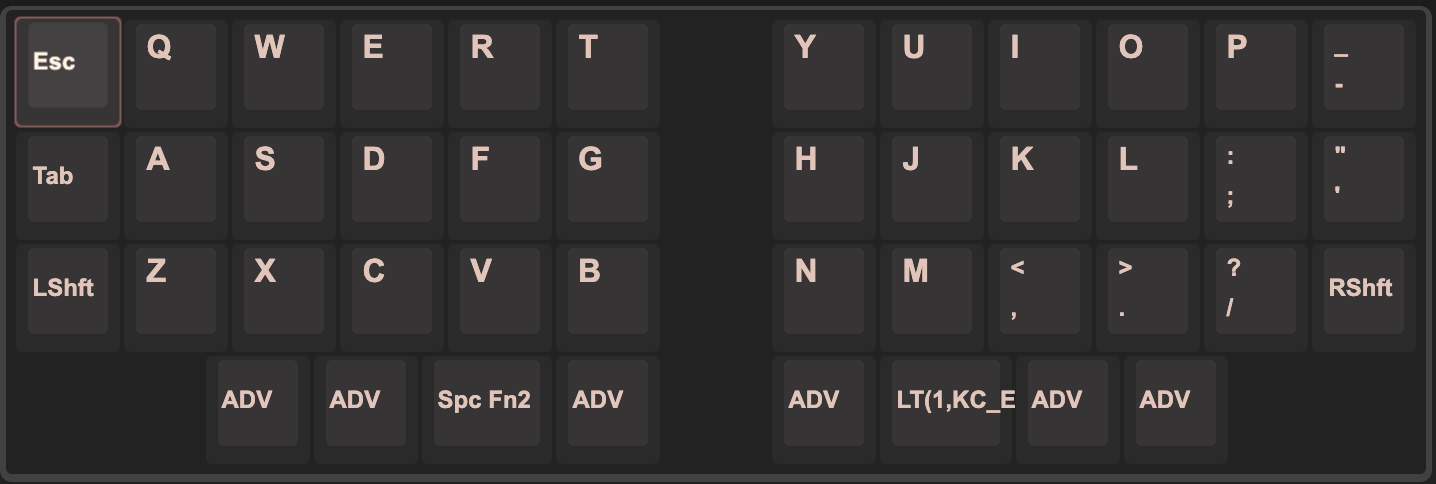 Esc Q W E R T Y U I O P _
-
Tab A S D F G H J K L : "
; '
LShft Z X C V B N M < > ? RShft
, . /
ADV ADV Spc Fn2 ADV ADV LT(1,KC_E ADV ADV